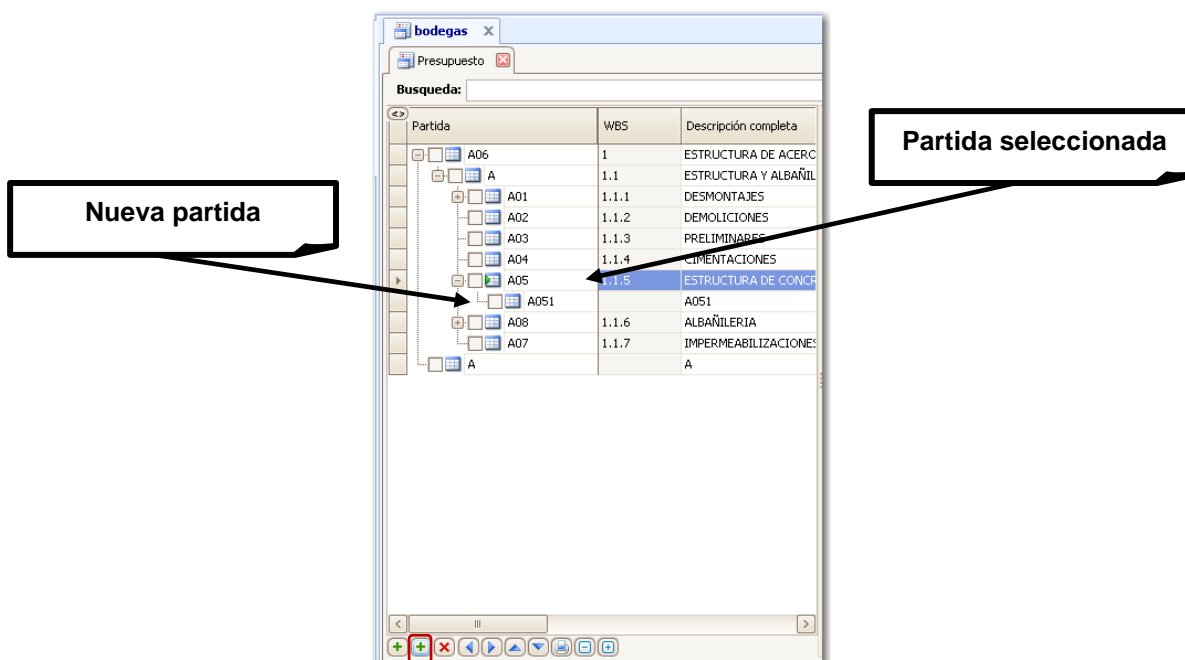 bodegas X
Presupuesto
Busqueda:
Partida WBS Descripción completa
A06 1 ESTRUCTURA DE ACERO
A 1.1 ESTRUCTURA Y ALBAÑIL
A01 1.1.1 DESMONTAJES
A02 1.1.2 DEMOLICIONES
A03 1.1.3 PRELIMINARES
A04 1.1.4 CIMENTACIONES
A05 1.1.5 ESTRUCTURA DE CONCR
A051 A051
A08 1.1.6 ALBAÑILERIA
A07 1.1.7 IMPERMEABILIZACIONES
A A
Nueva partida
Partida seleccionada